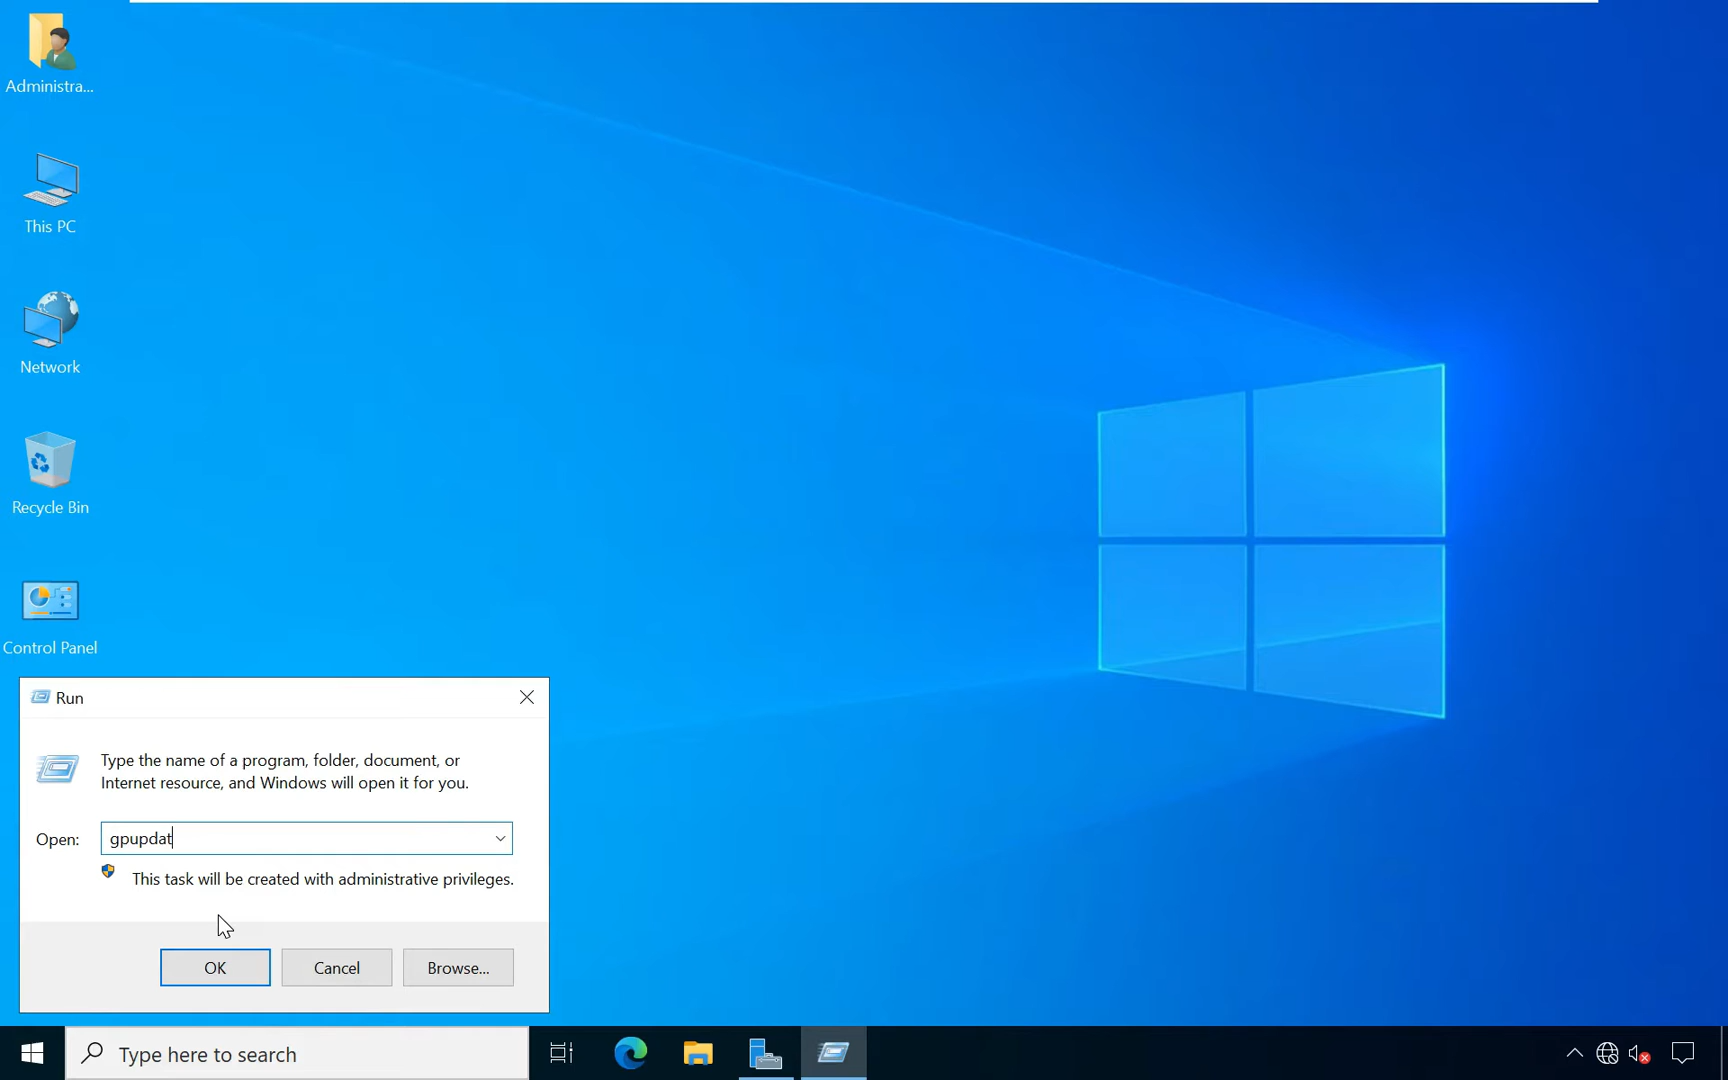 Administra...
This PC
Network
Recycle Bin
Control Panel
Run
Type the name of a program, folder, document, or
Internet resource, and Windows will open it for you.
Open: gpupdat
This task will be created with administrative privileges.
OK Cancel Browse...
Type here to search